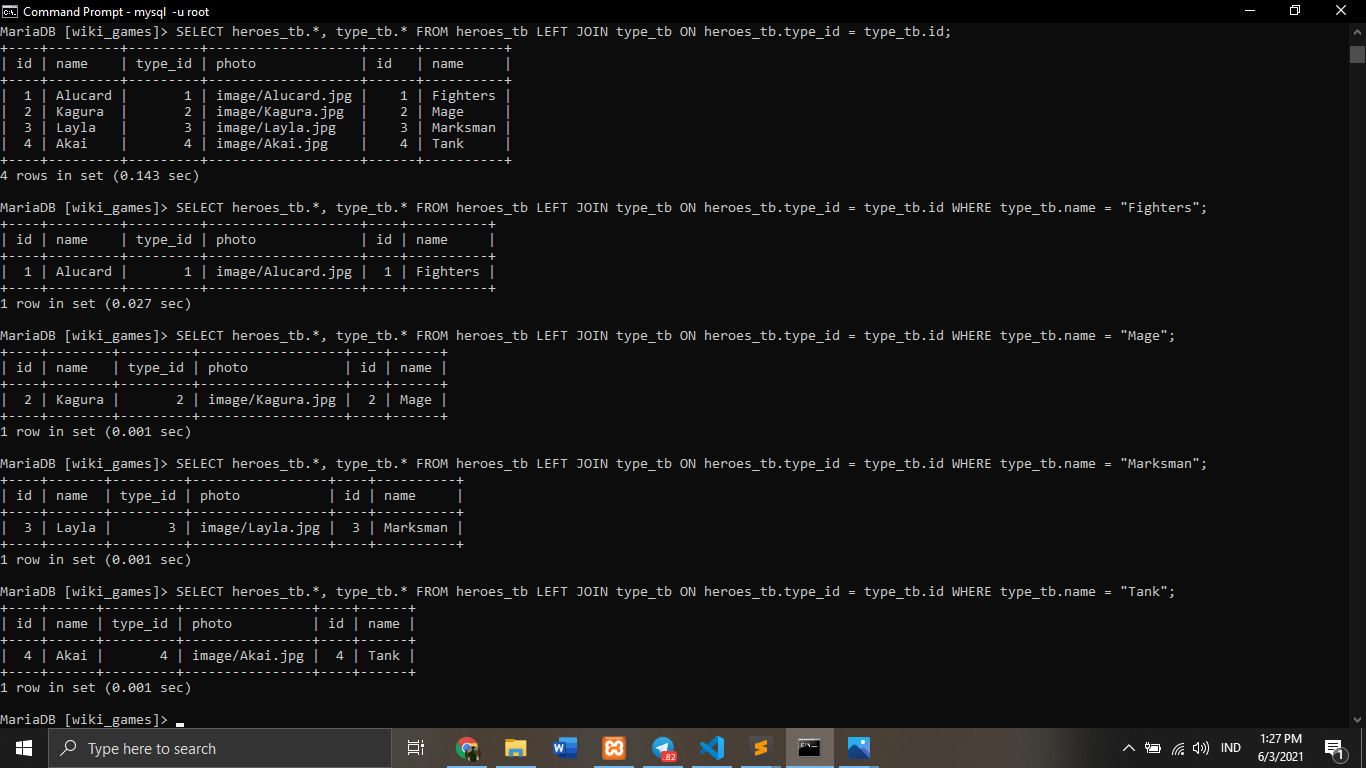 Command Prompt - mysql  -u root
MariaDB [wiki_games]> SELECT heroes_tb.*, type_tb.* FROM heroes_tb LEFT JOIN type_tb ON heroes_tb.type_id = type_tb.id;
+----+---------+---------+-------------------+------+----------+
| id | name    | type_id | photo             | id   | name     |
+----+---------+---------+-------------------+------+----------+
|  1 | Alucard |       1 | image/Alucard.jpg |    1 | Fighters |
|  2 | Kagura  |       2 | image/Kagura.jpg  |    2 | Mage     |
|  3 | Layla   |       3 | image/Layla.jpg   |    3 | Marksman |
|  4 | Akai    |       4 | image/Akai.jpg    |    4 | Tank     |
+----+---------+---------+-------------------+------+----------+
4 rows in set (0.143 sec)
MariaDB [wiki_games]> SELECT heroes_tb.*, type_tb.* FROM heroes_tb LEFT JOIN type_tb ON heroes_tb.type_id = type_tb.id WHERE type_tb.name = "Fighters";
+----+---------+---------+-------------------+----+----------+
| id | name    | type_id | photo             | id | name     |
+----+---------+---------+-------------------+----+----------+
|  1 | Alucard |       1 | image/Alucard.jpg |  1 | Fighters |
+----+---------+---------+-------------------+----+----------+
1 row in set (0.027 sec)
MariaDB [wiki_games]> SELECT heroes_tb.*, type_tb.* FROM heroes_tb LEFT JOIN type_tb ON heroes_tb.type_id = type_tb.id WHERE type_tb.name = "Mage";
+----+--------+---------+------------------+----+------+
| id | name   | type_id | photo            | id | name |
+----+--------+---------+------------------+----+------+
|  2 | Kagura |       2 | image/Kagura.jpg |  2 | Mage |
+----+--------+---------+------------------+----+------+
1 row in set (0.001 sec)
MariaDB [wiki_games]> SELECT heroes_tb.*, type_tb.* FROM heroes_tb LEFT JOIN type_tb ON heroes_tb.type_id = type_tb.id WHERE type_tb.name = "Marksman";
+----+-------+---------+-----------------+----+----------+
| id | name  | type_id | photo           | id | name     |
+----+-------+---------+-----------------+----+----------+
|  3 | Layla |       3 | image/Layla.jpg |  3 | Marksman |
+----+-------+---------+-----------------+----+----------+
1 row in set (0.001 sec)
MariaDB [wiki_games]> SELECT heroes_tb.*, type_tb.* FROM heroes_tb LEFT JOIN type_tb ON heroes_tb.type_id = type_tb.id WHERE type_tb.name = "Tank";
+----+------+---------+----------------+----+------+
| id | name | type_id | photo          | id | name |
+----+------+---------+----------------+----+------+
|  4 | Akai |       4 | image/Akai.jpg |  4 | Tank |
+----+------+---------+----------------+----+------+
1 row in set (0.001 sec)
MariaDB [wiki_games]>
Type here to search
82
IND
1:27 PM
6/3/2021
1